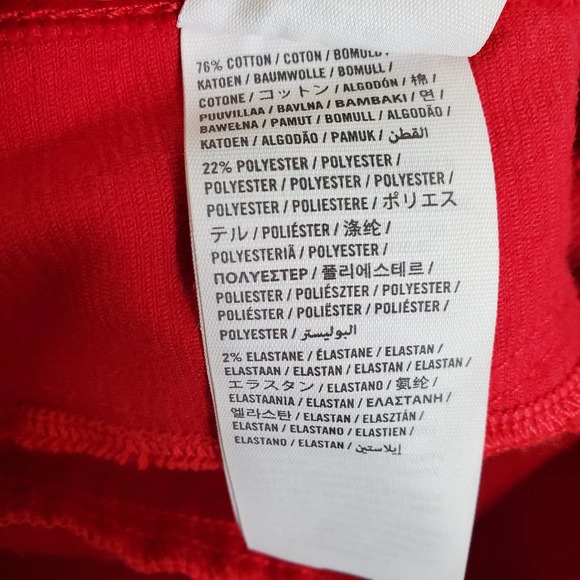 76% COTTON / COTON / BOMULD /
KATOEN / BAUMWOLLE / BOMULL /
COTONE / コットン / ALGODÓN / 棉 /
PUUVILLAA / BAVLNA / ΒΑΜΒΑΚΙ / 면 /
BAWEŁNA / PAMUT / BOMULL / ALGODÃO /
KATOEN / ALGODÃO / PAMUK / القطن
22% POLYESTER / POLYESTER /
POLYESTER / POLYESTER / POLYESTER /
POLYESTER / POLIESTERE / ポリエス
テル / POLIÉSTER / 涤纶 /
POLYESTERIÄ / POLYESTER /
ΠΟΛΥΕΣΤΕΡ / 폴리에스테르 /
POLIESTER / POLIÉSZTER / POLYESTER /
POLIÉSTER / POLIËSTER / POLIÉSTER /
POLYESTER / البوليستر
2% ELASTANE / ÉLASTANE / ELASTAN /
ELASTAAN / ELASTAN / ELASTAN / ELASTAN /
エラスタン / ELASTANO / 氨纶 /
ELASTAANIA / ELASTAN / ΕΛΑΣΤΑΝΗ /
엘라스탄 / ELASTAN / ELASZTÁN /
ELASTAN / ELASTANO / ELASTIEN /
ELASTANO / ELASTAN / إيلاستين